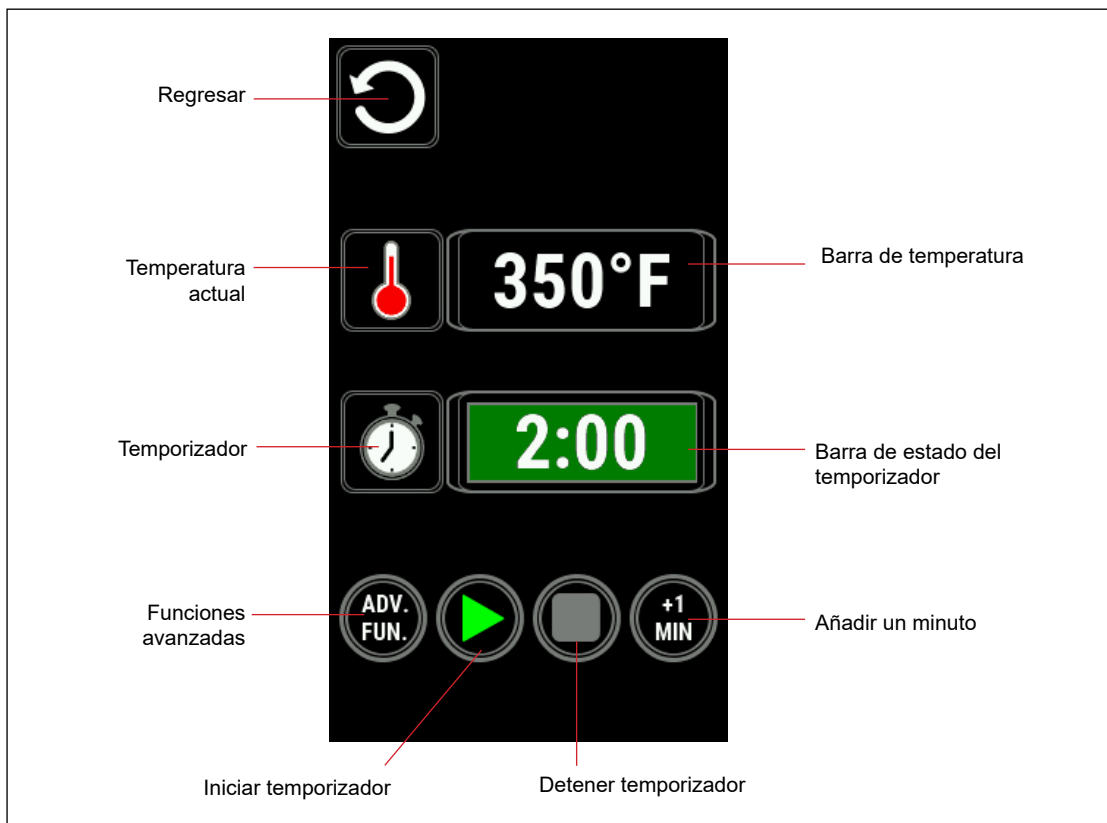 Regresar
Temperatura
actual
350°F
Barra de temperatura
Temporizador
2:00
Barra de estado del
temporizador
Funciones
avanzadas
ADV.
FUN.
+1
MIN
Añadir un minuto
Iniciar temporizador
Detener temporizador